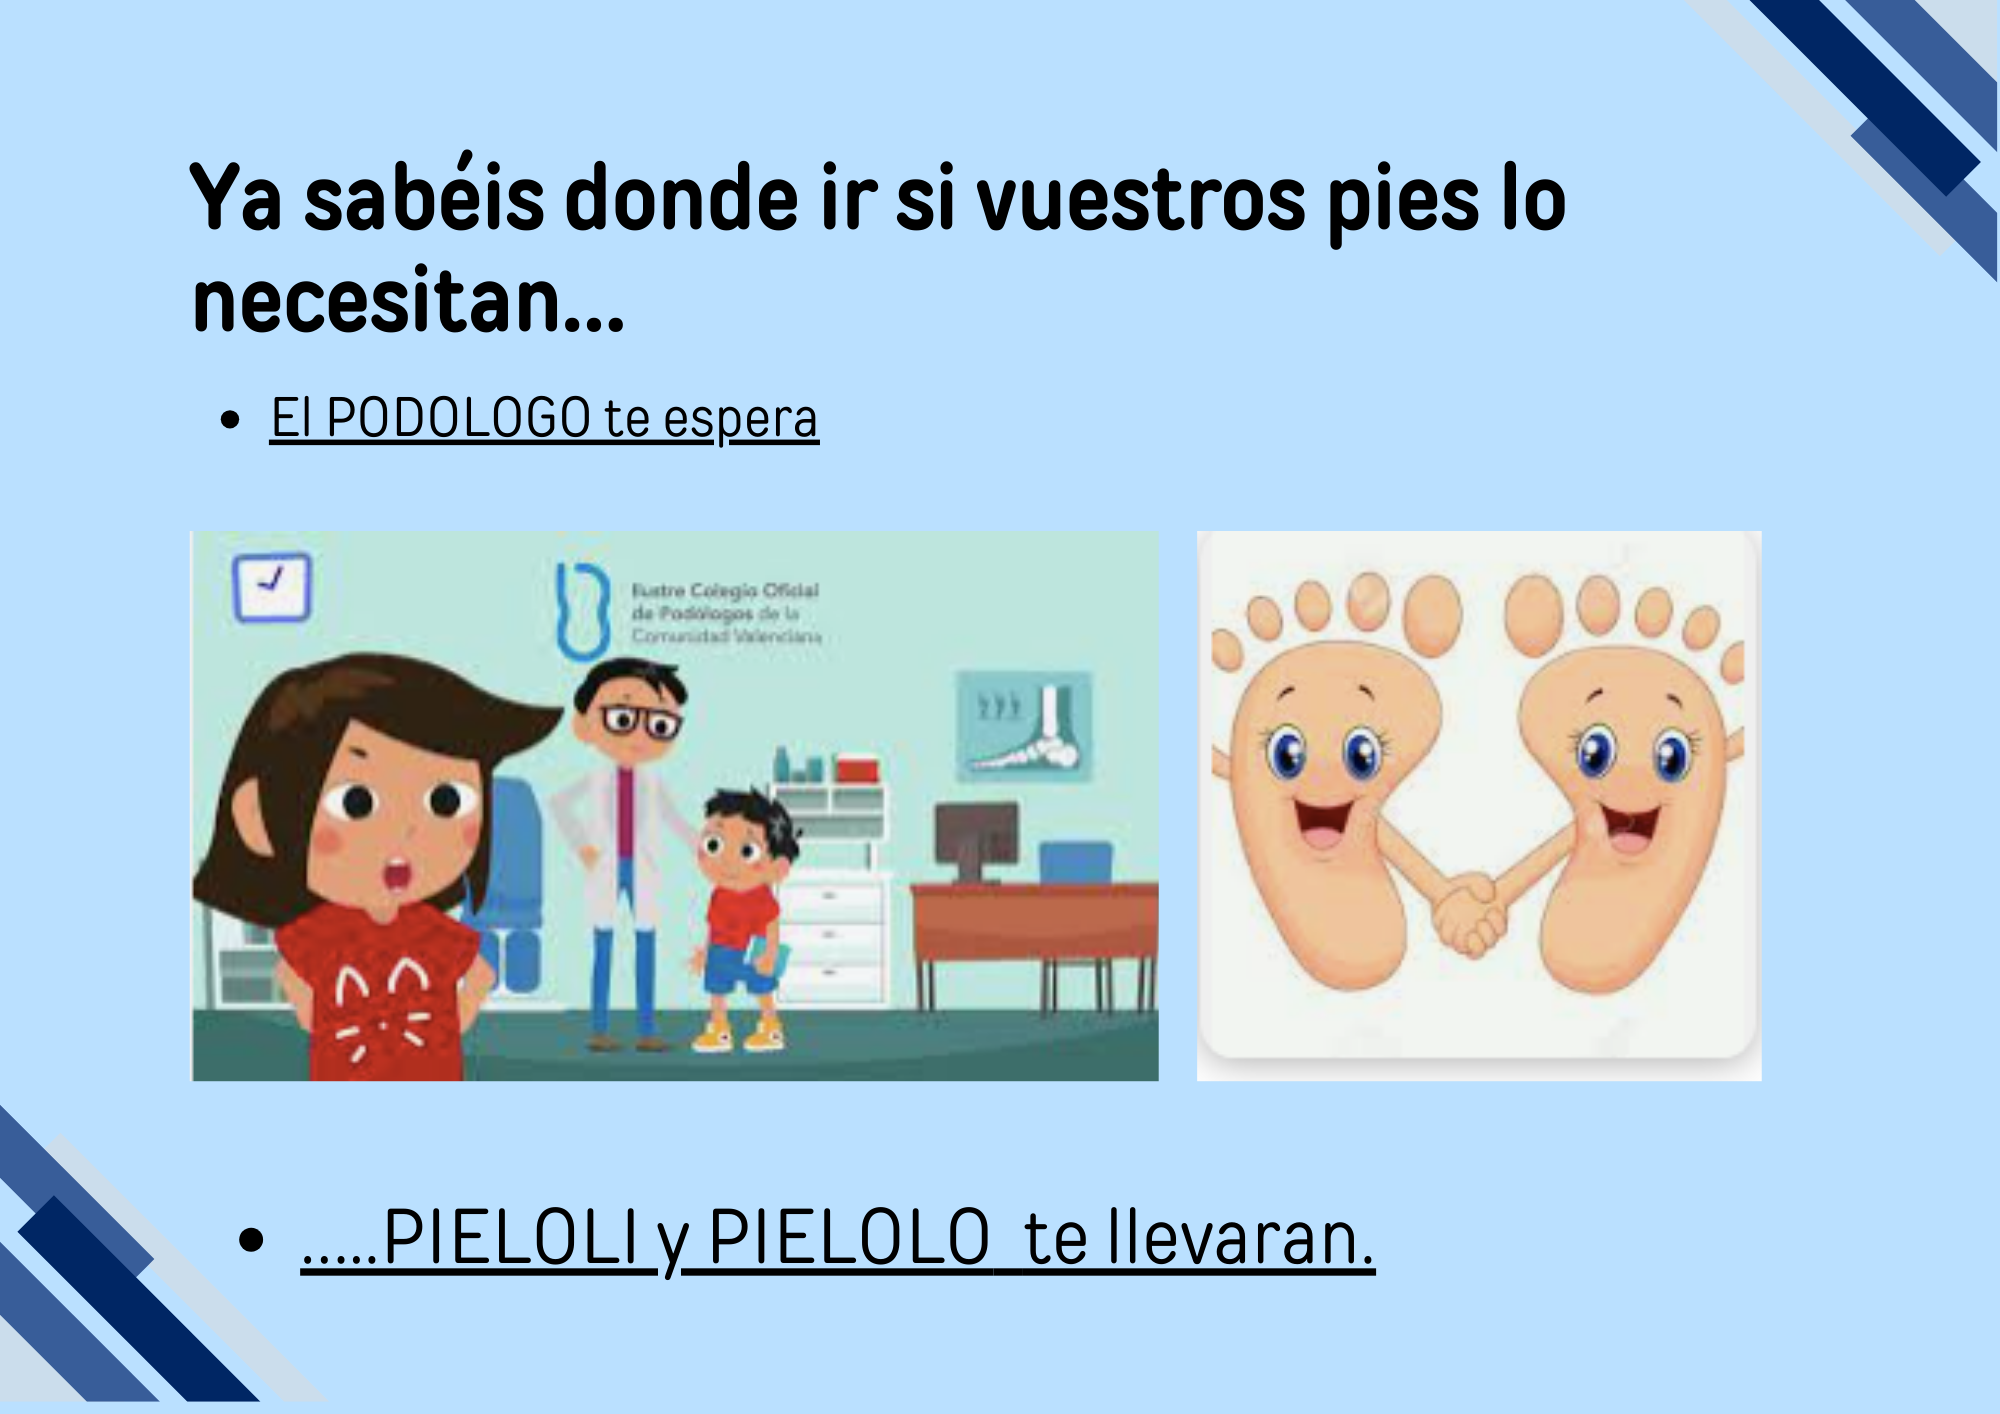 Ya sabéis donde ir si vuestros pies lo
necesitan...
El PODOLOGO te espera
Ilustre Colegio Oficial
de Podólogos de la
Comunidad Valenciana
.....PIELOLI y PIELOLO te llevaran.